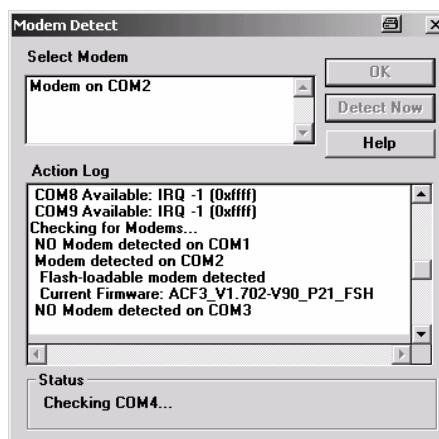 Modem Detect
Select Modem
Modem on COM2
OK
Detect Now
Help
Action Log
COM8 Available: IRQ -1 (0xffff)
COM9 Available: IRQ -1 (0xffff)
Checking for Modems...
NO Modem detected on COM1
Modem detected on COM2
Flash-loadable modem detected
Current Firmware: ACF3_V1.702-V90_P21_FSH
NO Modem detected on COM3
Status
Checking COM4...